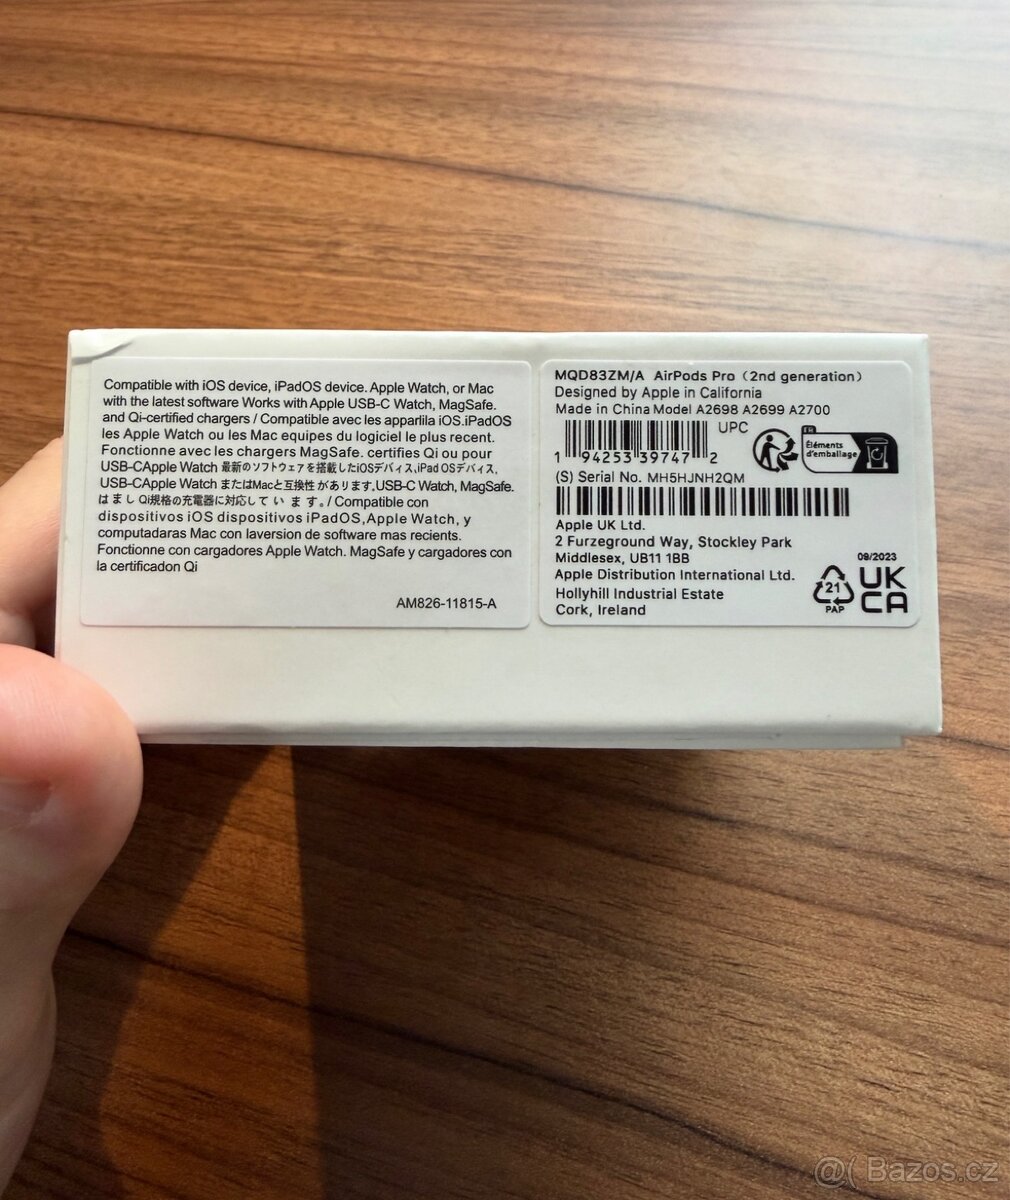 Compatible with iOS device, iPadOS device. Apple Watch, or Mac
with the latest software Works with Apple USB-C Watch, MagSafe.
and Qi-certified chargers / Compatible avec les apparlila iOS.iPadOS
les Apple Watch ou les Mac equipes du logiciel le plus recent.
Fonctionne avec les chargers MagSafe. certifies Qi ou pour
USB-CApple Watch 最新のソフトウェアを搭載したiOSデバイス,iPad OSデバイス,
USB-CApple Watch またはMacと互換性があります,USB-C Watch, MagSafe.
はまし Qi規格の充電器に対応しています。/ Compatible con
dispositivos iOS dispositivos iPadOS,Apple Watch, y
computadaras Mac con laversion de software mas recients.
Fonctionne con cargadores Apple Watch. MagSafe y cargadores con
la certificadon Qi
AM826-11815-A
MQD83ZM/A AirPods Pro (2nd generation)
Designed by Apple in California
Made in China Model A2698 A2699 A2700
UPC
1 94253 39747 2
FR
Éléments
d'emballage
(S) Serial No. MH5HJNH2QM
Apple UK Ltd.
2 Furzeground Way, Stockley Park
Middlesex, UB11 1BB
Apple Distribution International Ltd.
Hollyhill Industrial Estate
Cork, Ireland
09/2023
21
PAP
UK
CA
@( Bazos.cz